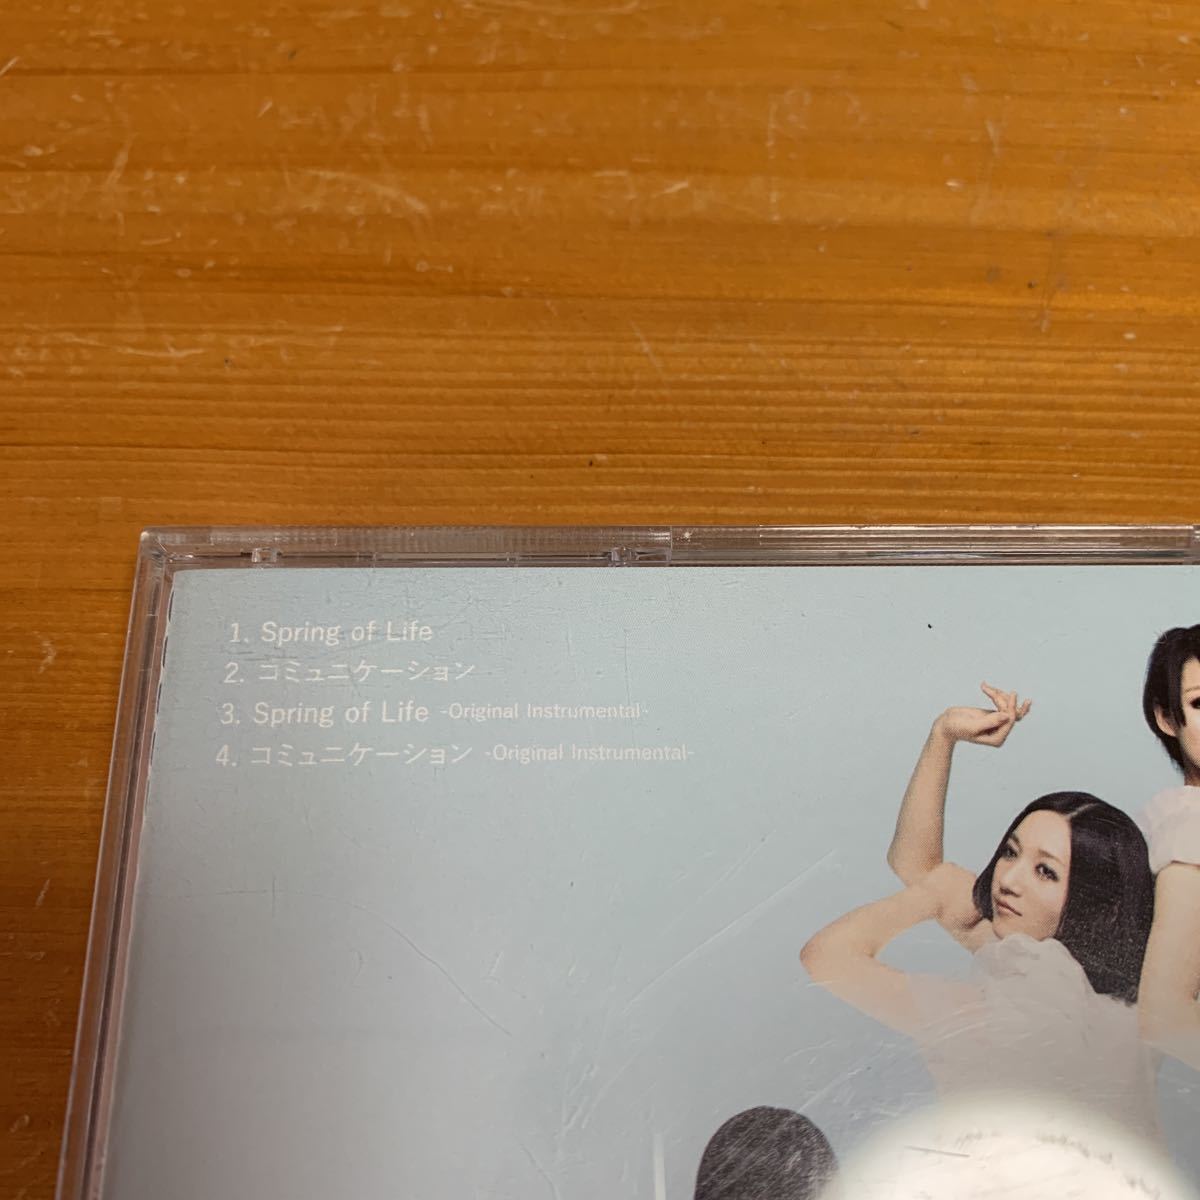 1. Spring of Life
2. コミュニケーション
3. Spring of Life -Original Instrumental-
4. コミュニケーション -Original Instrumental-